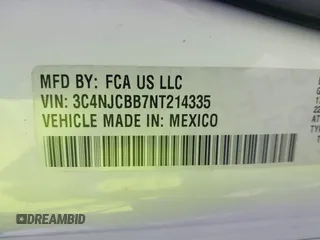 MFD BY: FCA US LLC
VIN: 3C4NJCBB7NT214335
VEHICLE MADE IN: MEXICO
DREAMBID